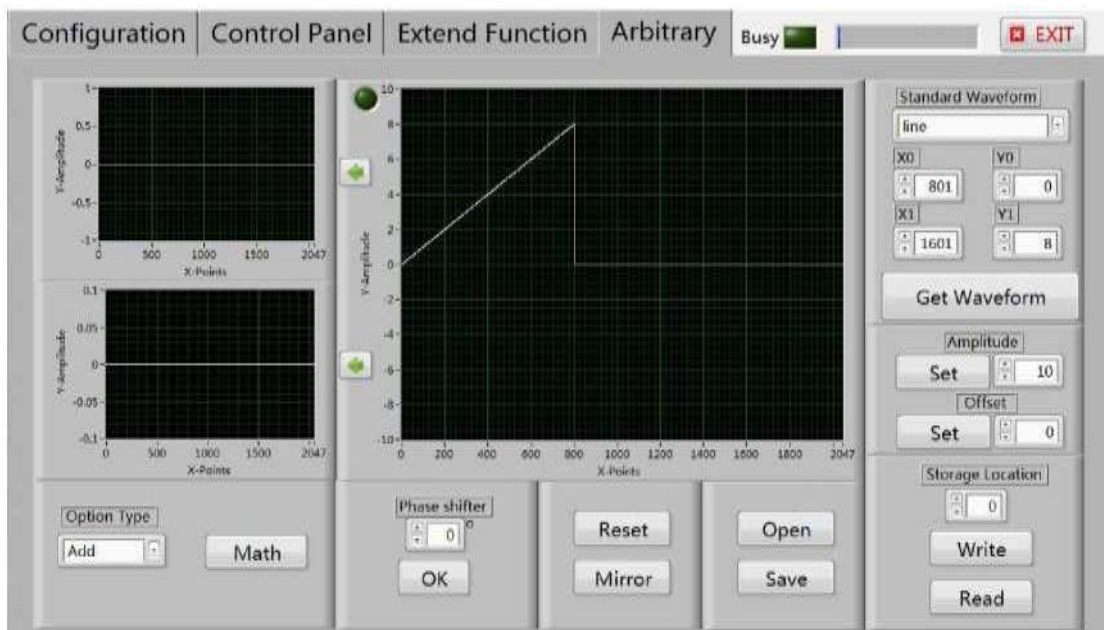 Configuration Control Panel Extend Function Arbitrary Busy EXIT
1
0.5
0
-0.5
-1
Y-Amplitude
0 500 1000 1500 2047
X-Points
0.1
0.05
0
-0.05
-0.1
Y-Amplitude
0 500 1000 1500 2047
X-Points
10
8
6
4
2
0
-2
-4
-6
-8
-10
Y-Amplitude
0 200 400 600 800 1000 1200 1400 1600 1800 2047
X-Points
Standard Waveform
line
X0 Y0
801 0
X1 Y1
1601 8
Get Waveform
Amplitude
Set 10
Offset
Set 0
Storage Location
0
Write
Read
Option Type
Add Math
Phase shifter
0 °
OK
Reset
Mirror
Open
Save